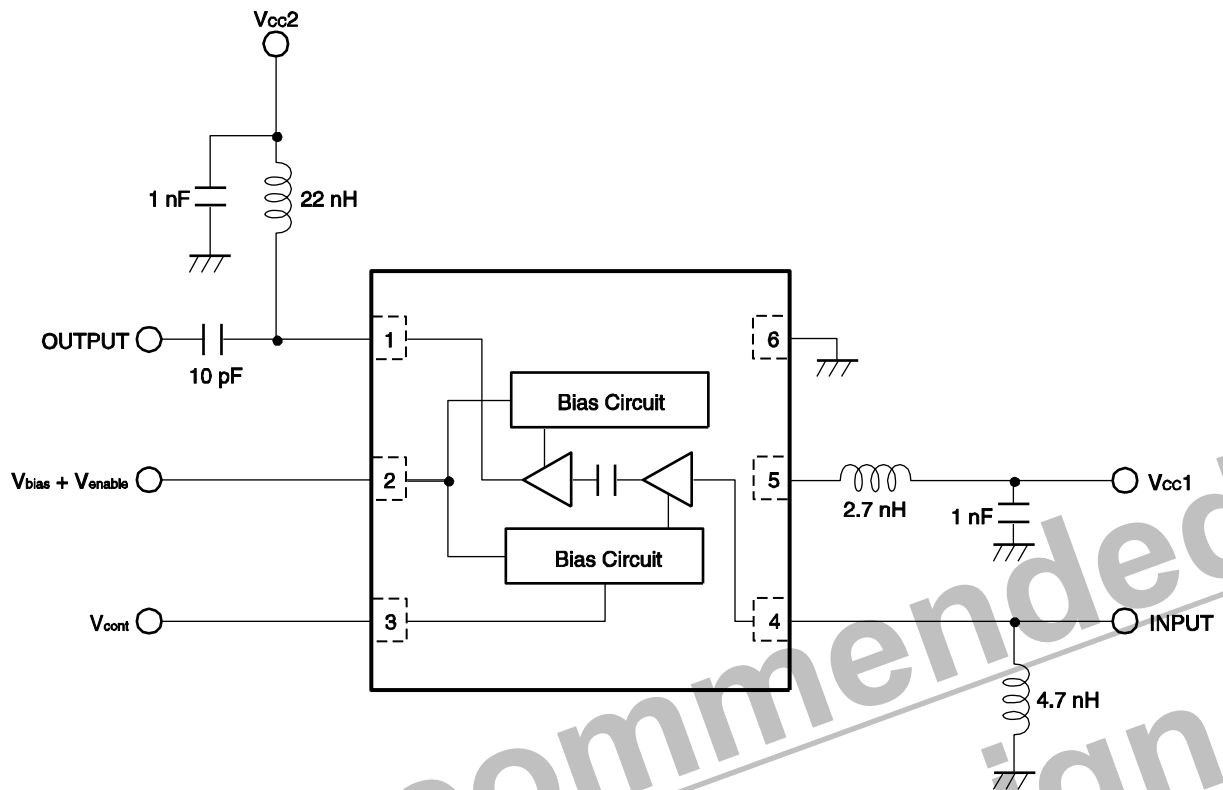 Vcc2
1 nF
22 nH
OUTPUT
10 pF
1
6
Bias Circuit
Vbias + Venable
2
5
2.7 nH
1 nF
Vcc1
Bias Circuit
Vcont
3
4
INPUT
4.7 nH